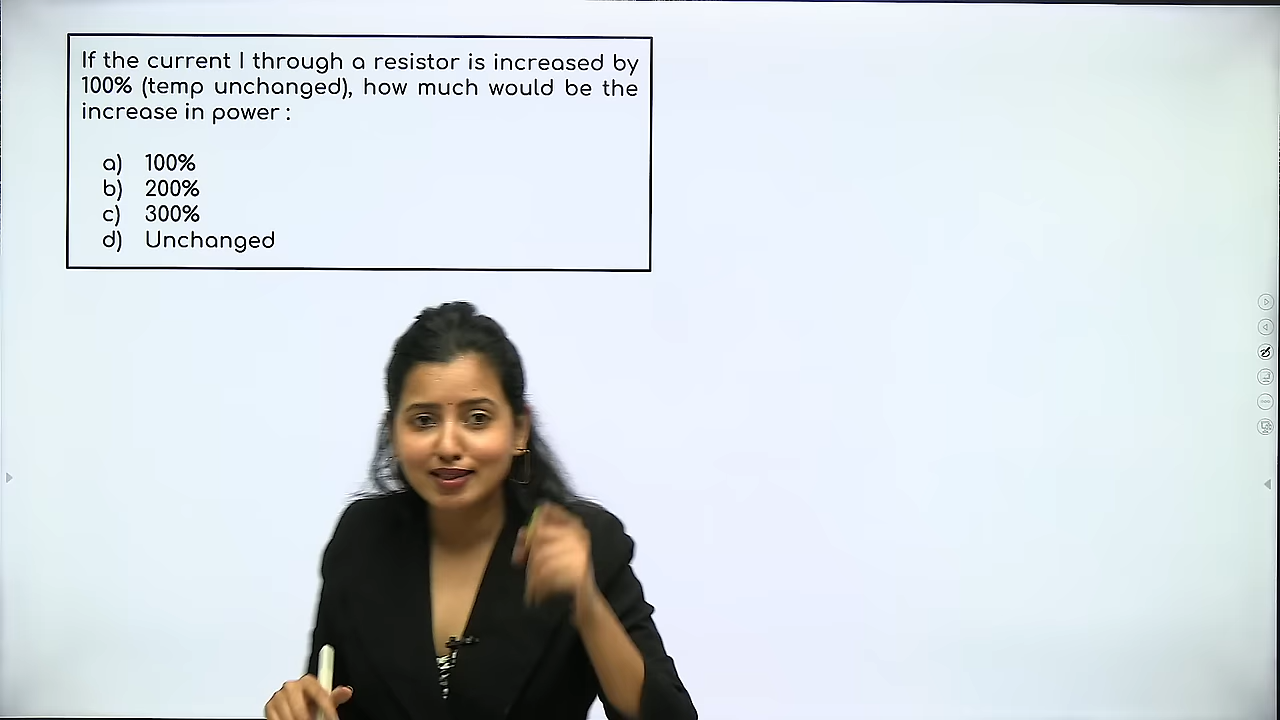 If the current I through a resistor is increased by
100% (temp unchanged), how much would be the
increase in power :
a) 100%
b) 200%
c) 300%
d) Unchanged